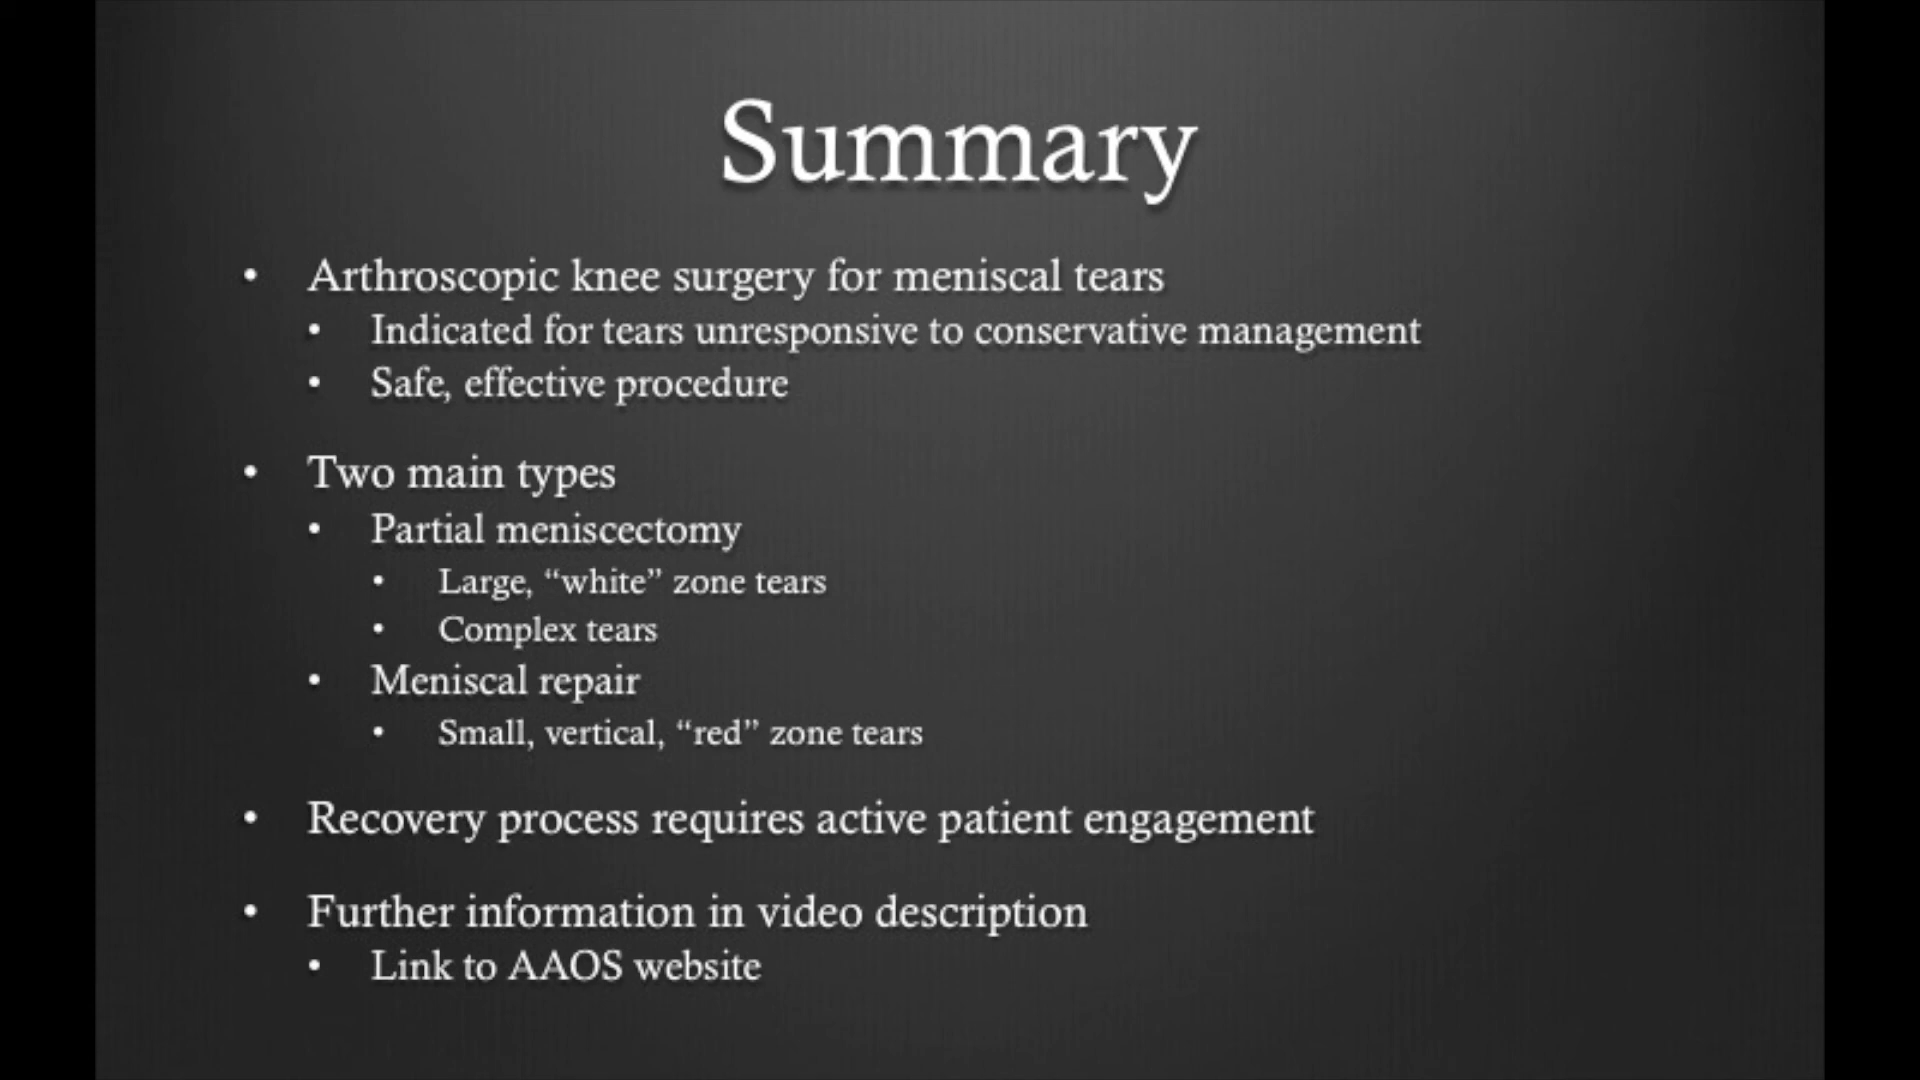 Summary
• Arthroscopic knee surgery for meniscal tears
• Indicated for tears unresponsive to conservative management
• Safe, effective procedure
• Two main types
• Partial meniscectomy
• Large, “white” zone tears
• Complex tears
• Meniscal repair
• Small, vertical, “red” zone tears
• Recovery process requires active patient engagement
• Further information in video description
• Link to AAOS website